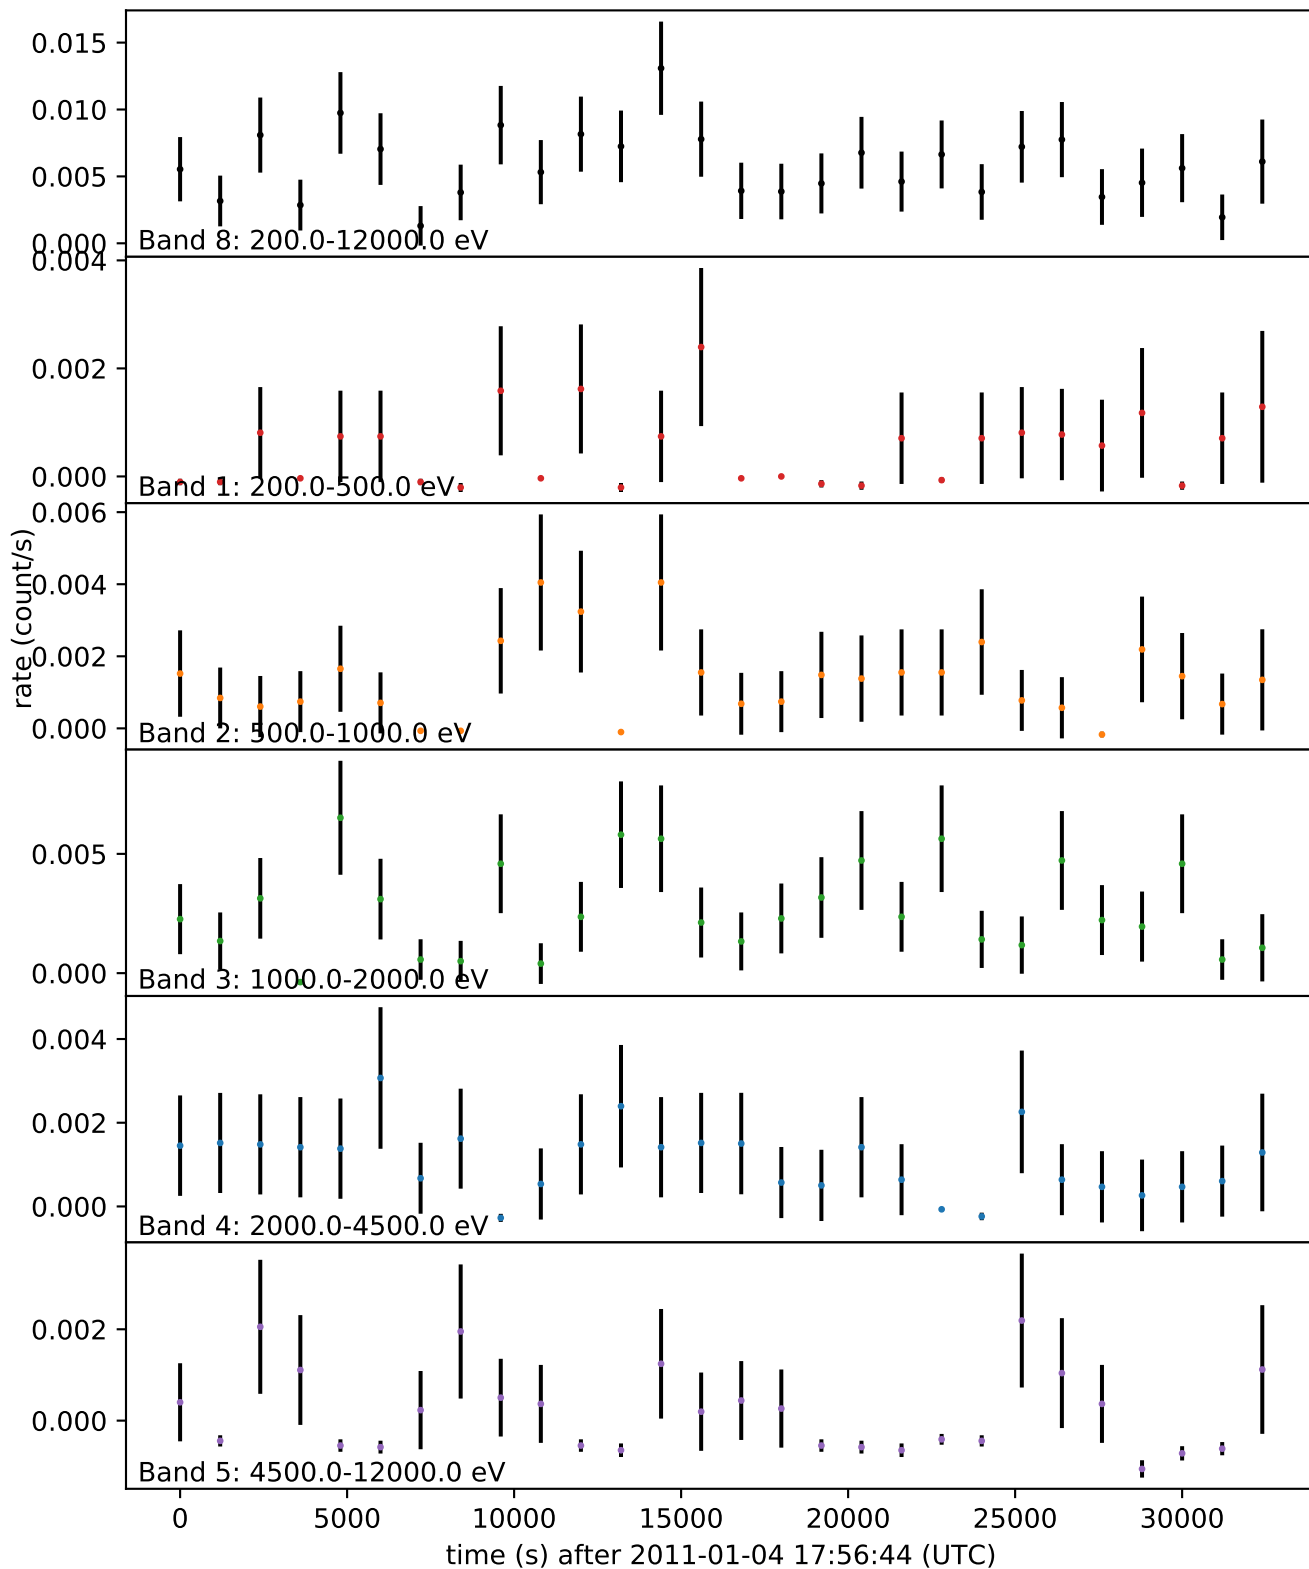 0.015
0.010
0.005
0.000
Band 8: 200.0-12000.0 eV
0.004
0.002
0.000
Band 1: 200.0-500.0 eV
0.006
0.004
0.002
0.000
Band 2: 500.0-1000.0 eV
rate (count/s)
0.005
0.000
Band 3: 1000.0-2000.0 eV
0.004
0.002
0.000
Band 4: 2000.0-4500.0 eV
0.002
0.000
Band 5: 4500.0-12000.0 eV
0 5000 10000 15000 20000 25000 30000
time (s) after 2011-01-04 17:56:44 (UTC)